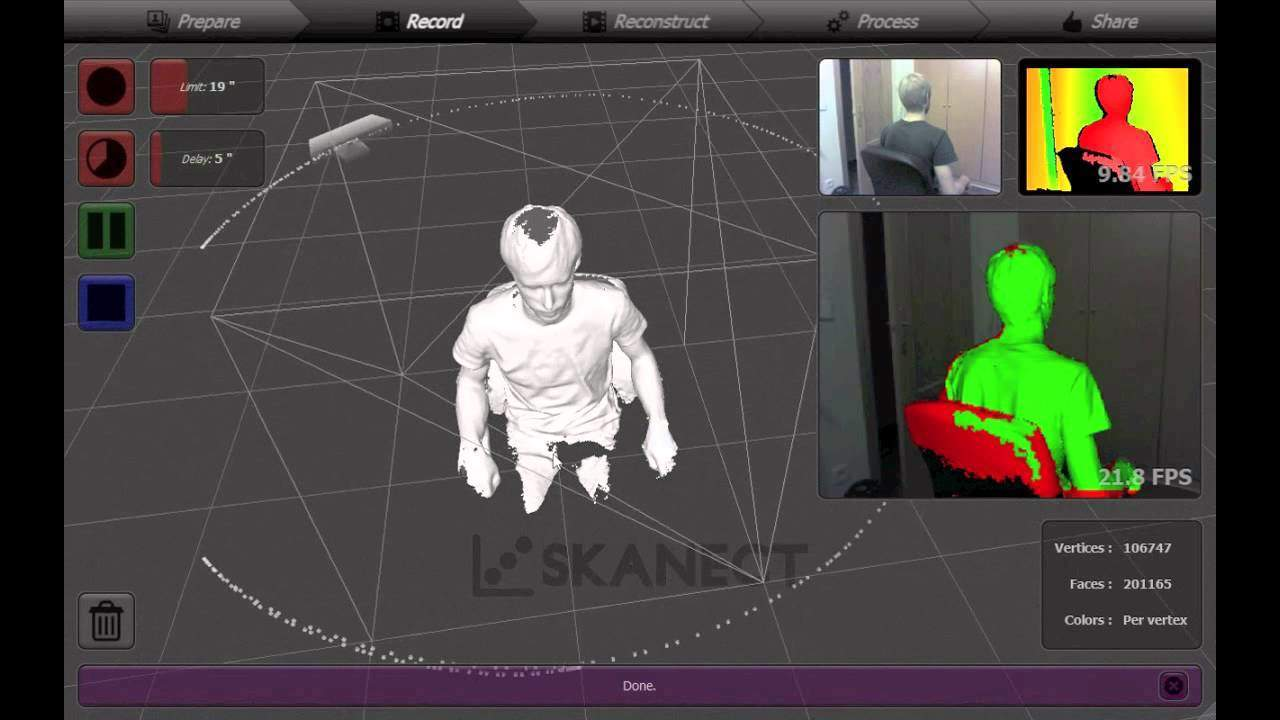 Prepare
Record
Reconstruct
Process
Share
Limit: 19 "
Delay: 5 "
9.84 FPS
21.8 FPS
SKANECT
Vertices : 106747
Faces : 201165
Colors : Per vertex
Done.